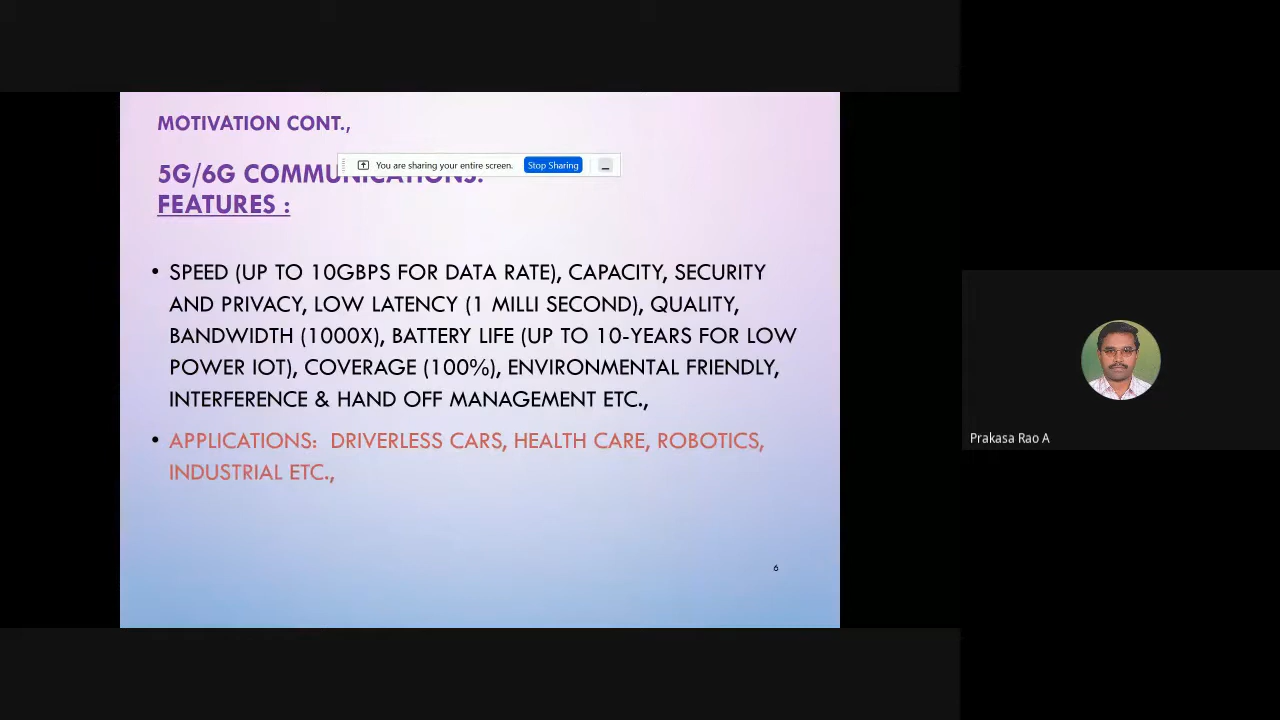 MOTIVATION CONT.,
You are sharing your entire screen. Stop Sharing
5G/6G COMMUNICATIONS:
FEATURES :
• SPEED (UP TO 10GBPS FOR DATA RATE), CAPACITY, SECURITY
AND PRIVACY, LOW LATENCY (1 MILLI SECOND), QUALITY,
BANDWIDTH (1000X), BATTERY LIFE (UP TO 10-YEARS FOR LOW
POWER IOT), COVERAGE (100%), ENVIRONMENTAL FRIENDLY,
INTERFERENCE & HAND OFF MANAGEMENT ETC.,
• APPLICATIONS: DRIVERLESS CARS, HEALTH CARE, ROBOTICS,
INDUSTRIAL ETC.,
6
Prakasa Rao A